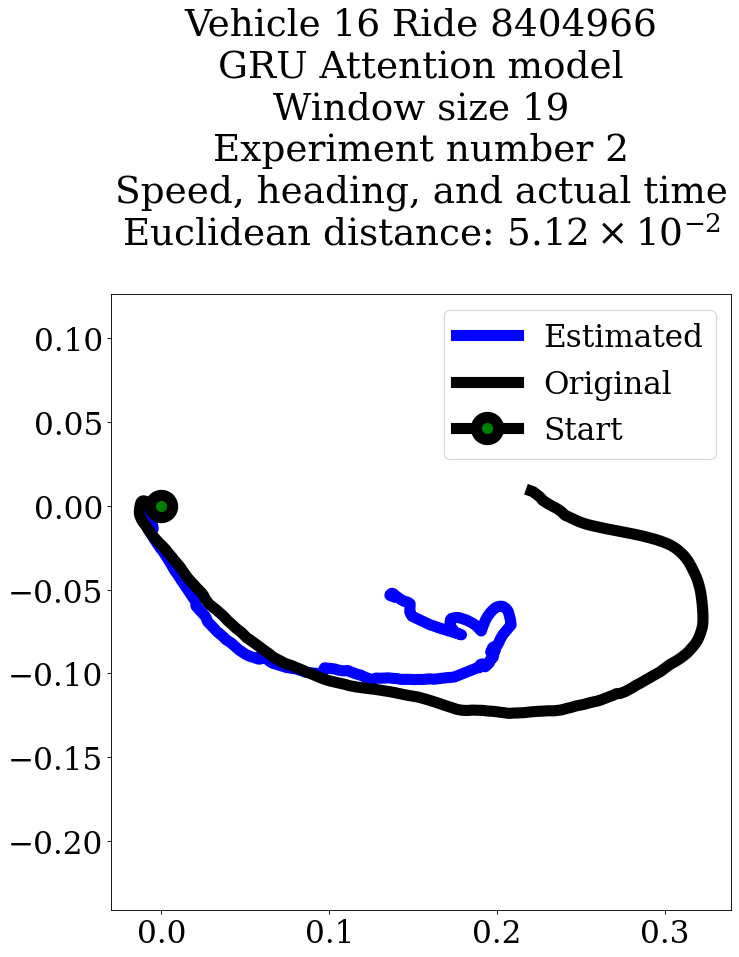 Vehicle 16 Ride 8404966
GRU Attention model
Window size 19
Experiment number 2
Speed, heading, and actual time
Euclidean distance: 5.12 × 10⁻²
Estimated
Original
Start
0.10
0.05
0.00
−0.05
−0.10
−0.15
−0.20
0.0 0.1 0.2 0.3